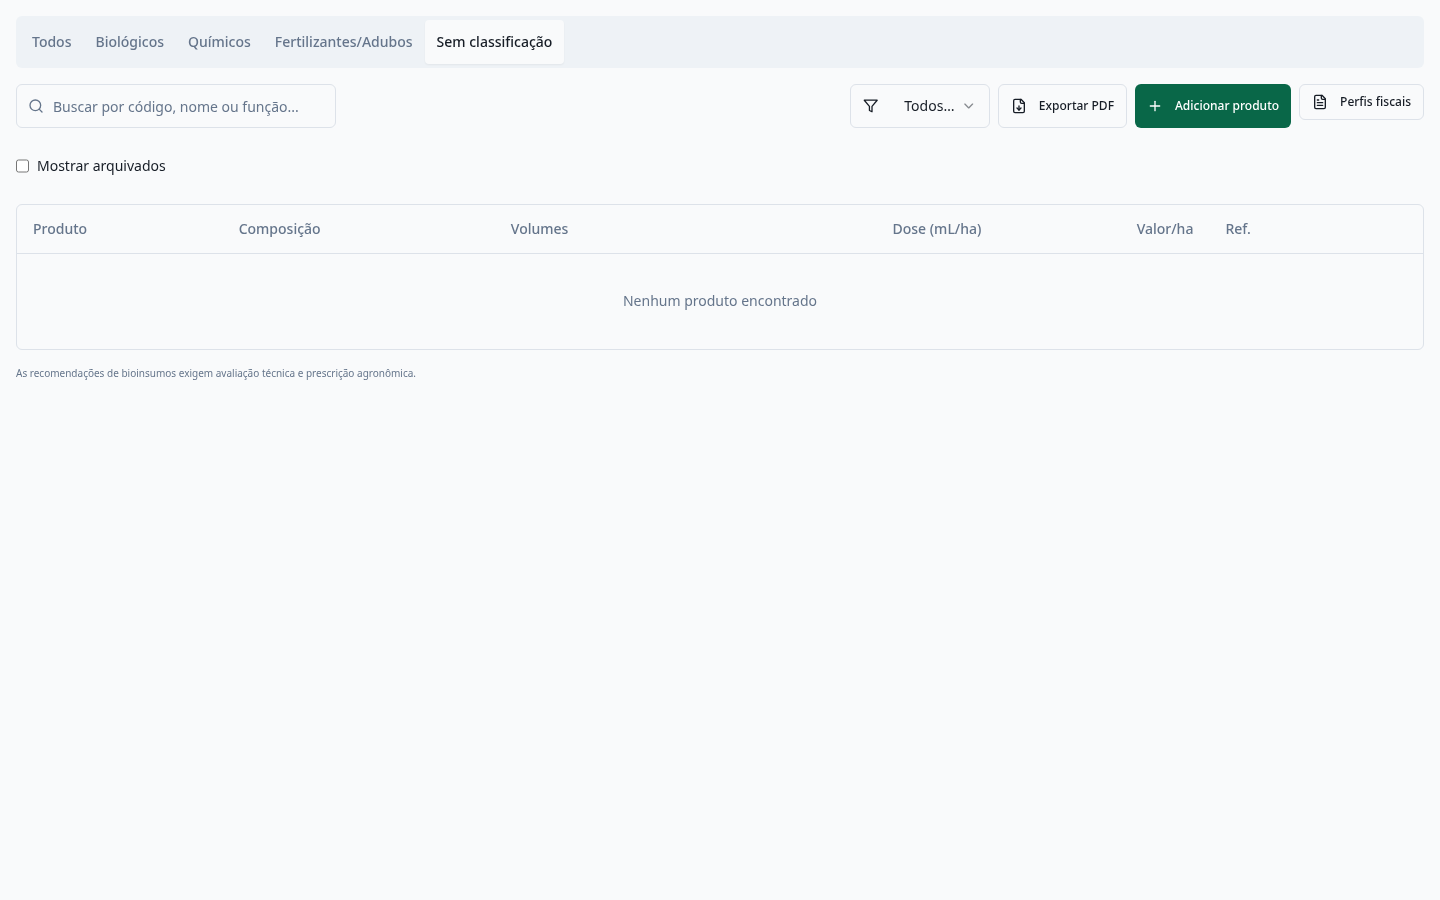 Todos Biológicos Químicos Fertilizantes/Adubos Sem classificação
Buscar por código, nome ou função... Todos... Exportar PDF Adicionar produto Perfis fiscais
Mostrar arquivados
Produto Composição Volumes Dose (mL/ha) Valor/ha Ref.
Nenhum produto encontrado
As recomendações de bioinsumos exigem avaliação técnica e prescrição agronômica.